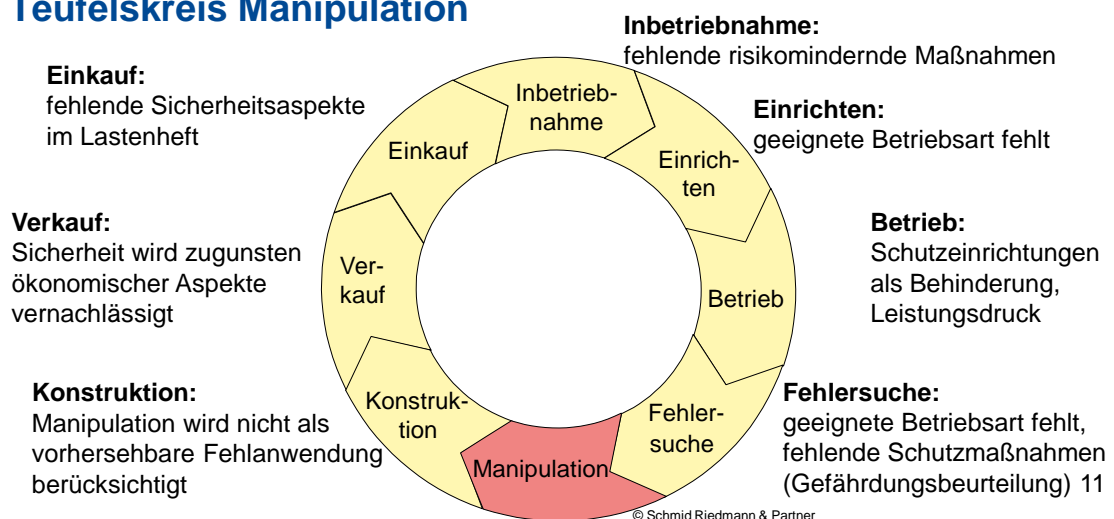 Teufelskreis Manipulation
Inbetriebnahme:
fehlende risikomindernde Maßnahmen
Einkauf:
fehlende Sicherheitsaspekte
im Lastenheft
Einrichten:
geeignete Betriebsart fehlt
Verkauf:
Sicherheit wird zugunsten
ökonomischer Aspekte
vernachlässigt
Betrieb:
Schutzeinrichtungen
als Behinderung,
Leistungsdruck
Konstruktion:
Manipulation wird nicht als
vorhersehbare Fehlanwendung
berücksichtigt
Fehlersuche:
geeignete Betriebsart fehlt,
fehlende Schutzmaßnahmen
(Gefährdungsbeurteilung) 11
Inbetrieb-
nahme
Einrich-
ten
Betrieb
Fehler-
suche
Manipulation
Konstruk-
tion
Ver-
kauf
Einkauf
© Schmid Riedmann & Partner